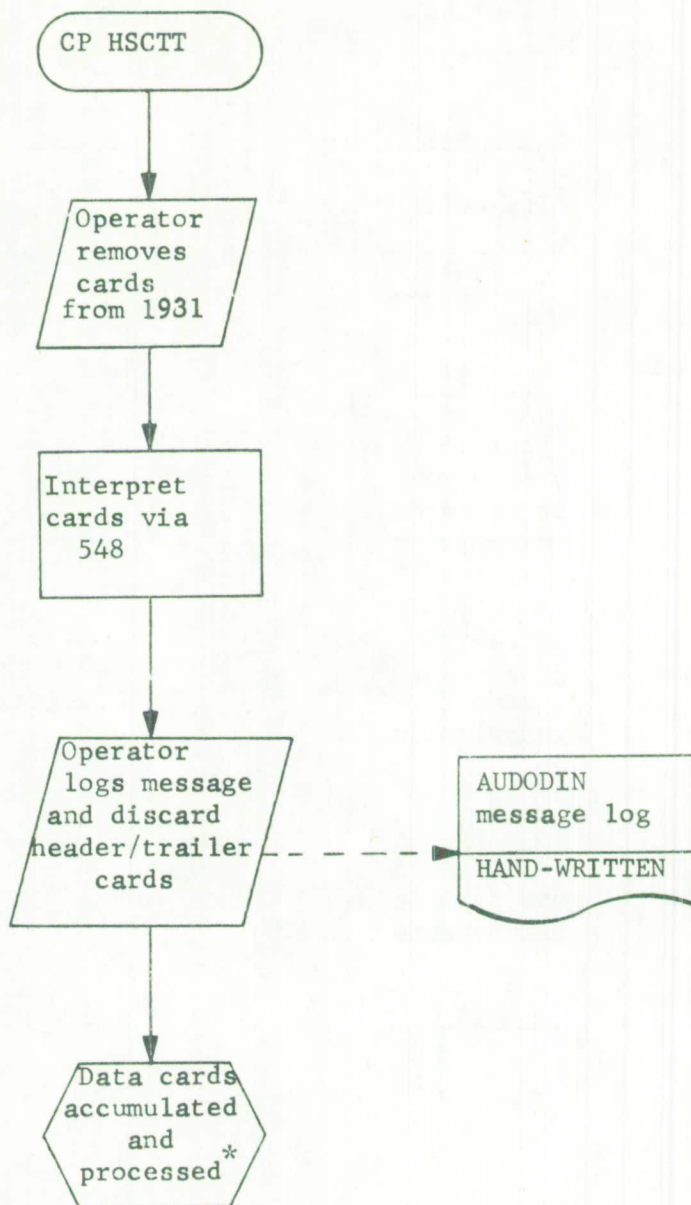 CP HSCTT
Operator
removes
cards
from 1931
Interpret
cards via
548
Operator
logs message
and discard
header/trailer
cards
AUDODIN
message log
HAND-WRITTEN
Data cards
accumulated
and
processed*